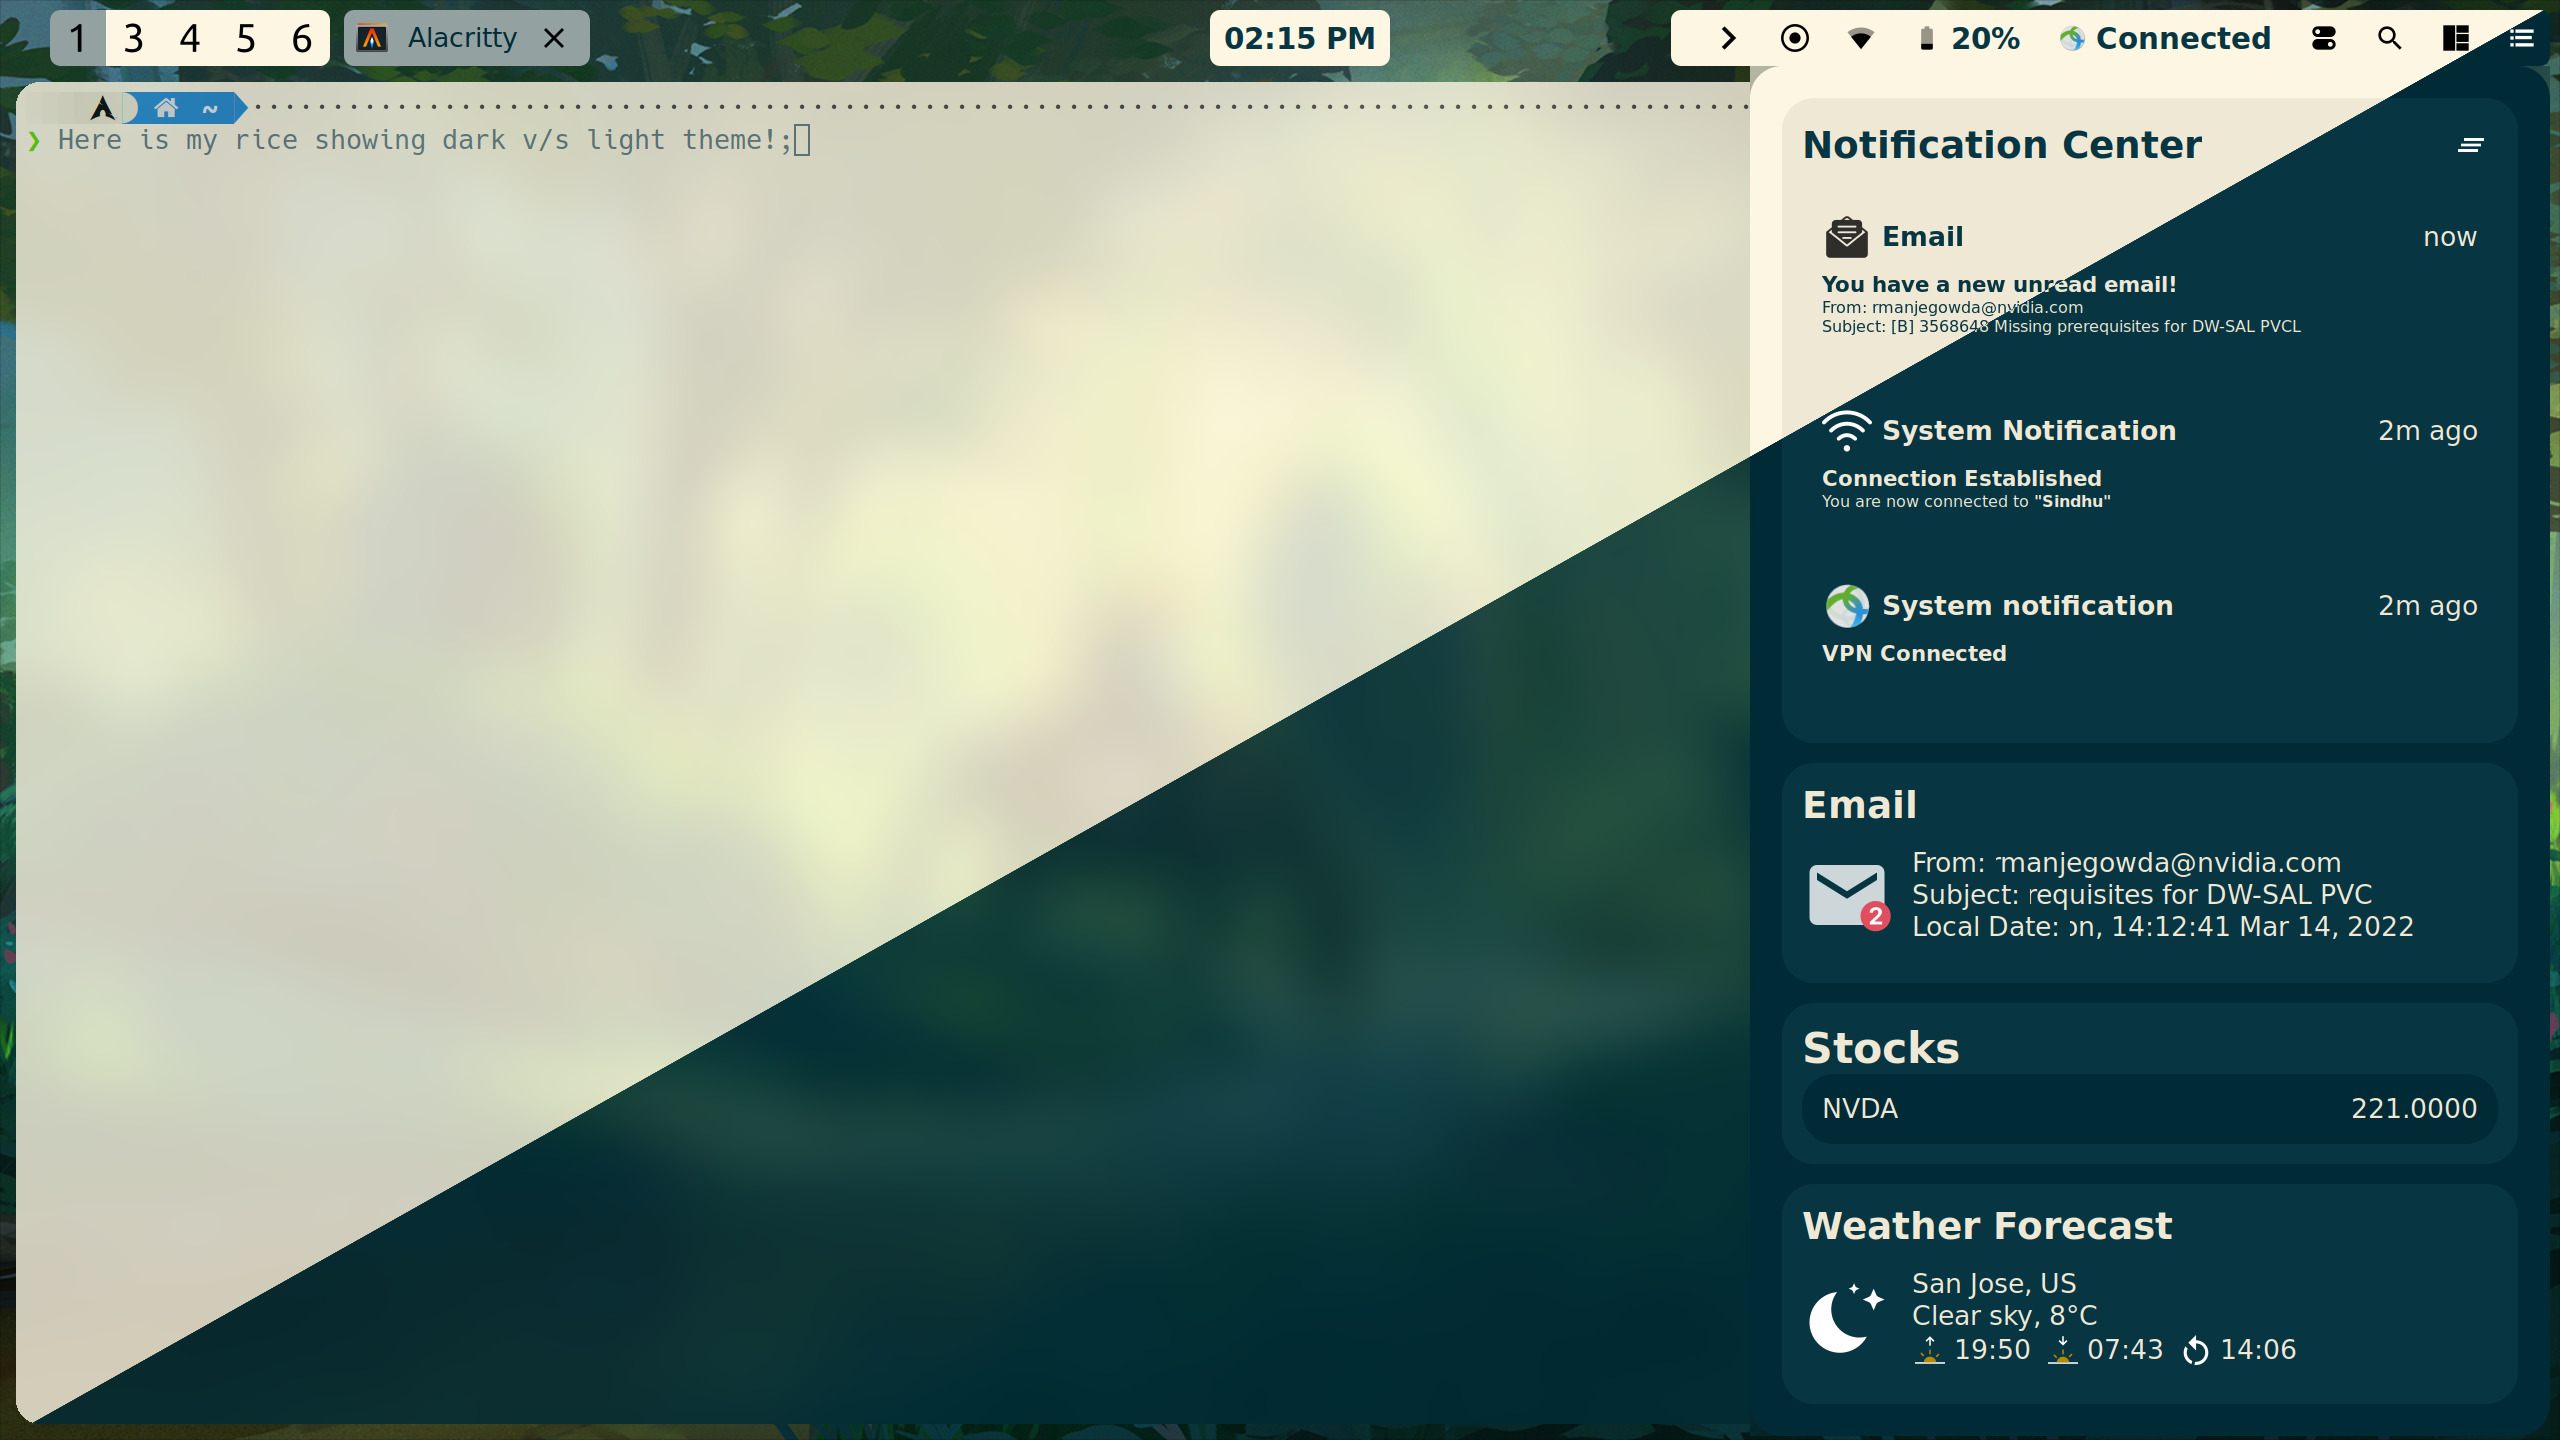 1 3 4 5 6 Alacritty 02:15 PM 20% Connected
~
❯ Here is my rice showing dark v/s light theme!;
Notification Center
Email now
You have a new unread email!
From: rmanjegowda@nvidia.com
Subject: [B] 3568648 Missing prerequisites for DW-SAL PVCL
System Notification 2m ago
Connection Established
You are now connected to "Sindhu"
System notification 2m ago
VPN Connected
Email
From: rmanjegowda@nvidia.com
Subject: requisites for DW-SAL PVC
2
Local Date: on, 14:12:41 Mar 14, 2022
Stocks
NVDA 221.0000
Weather Forecast
San Jose, US
Clear sky, 8°C
19:50 07:43 14:06